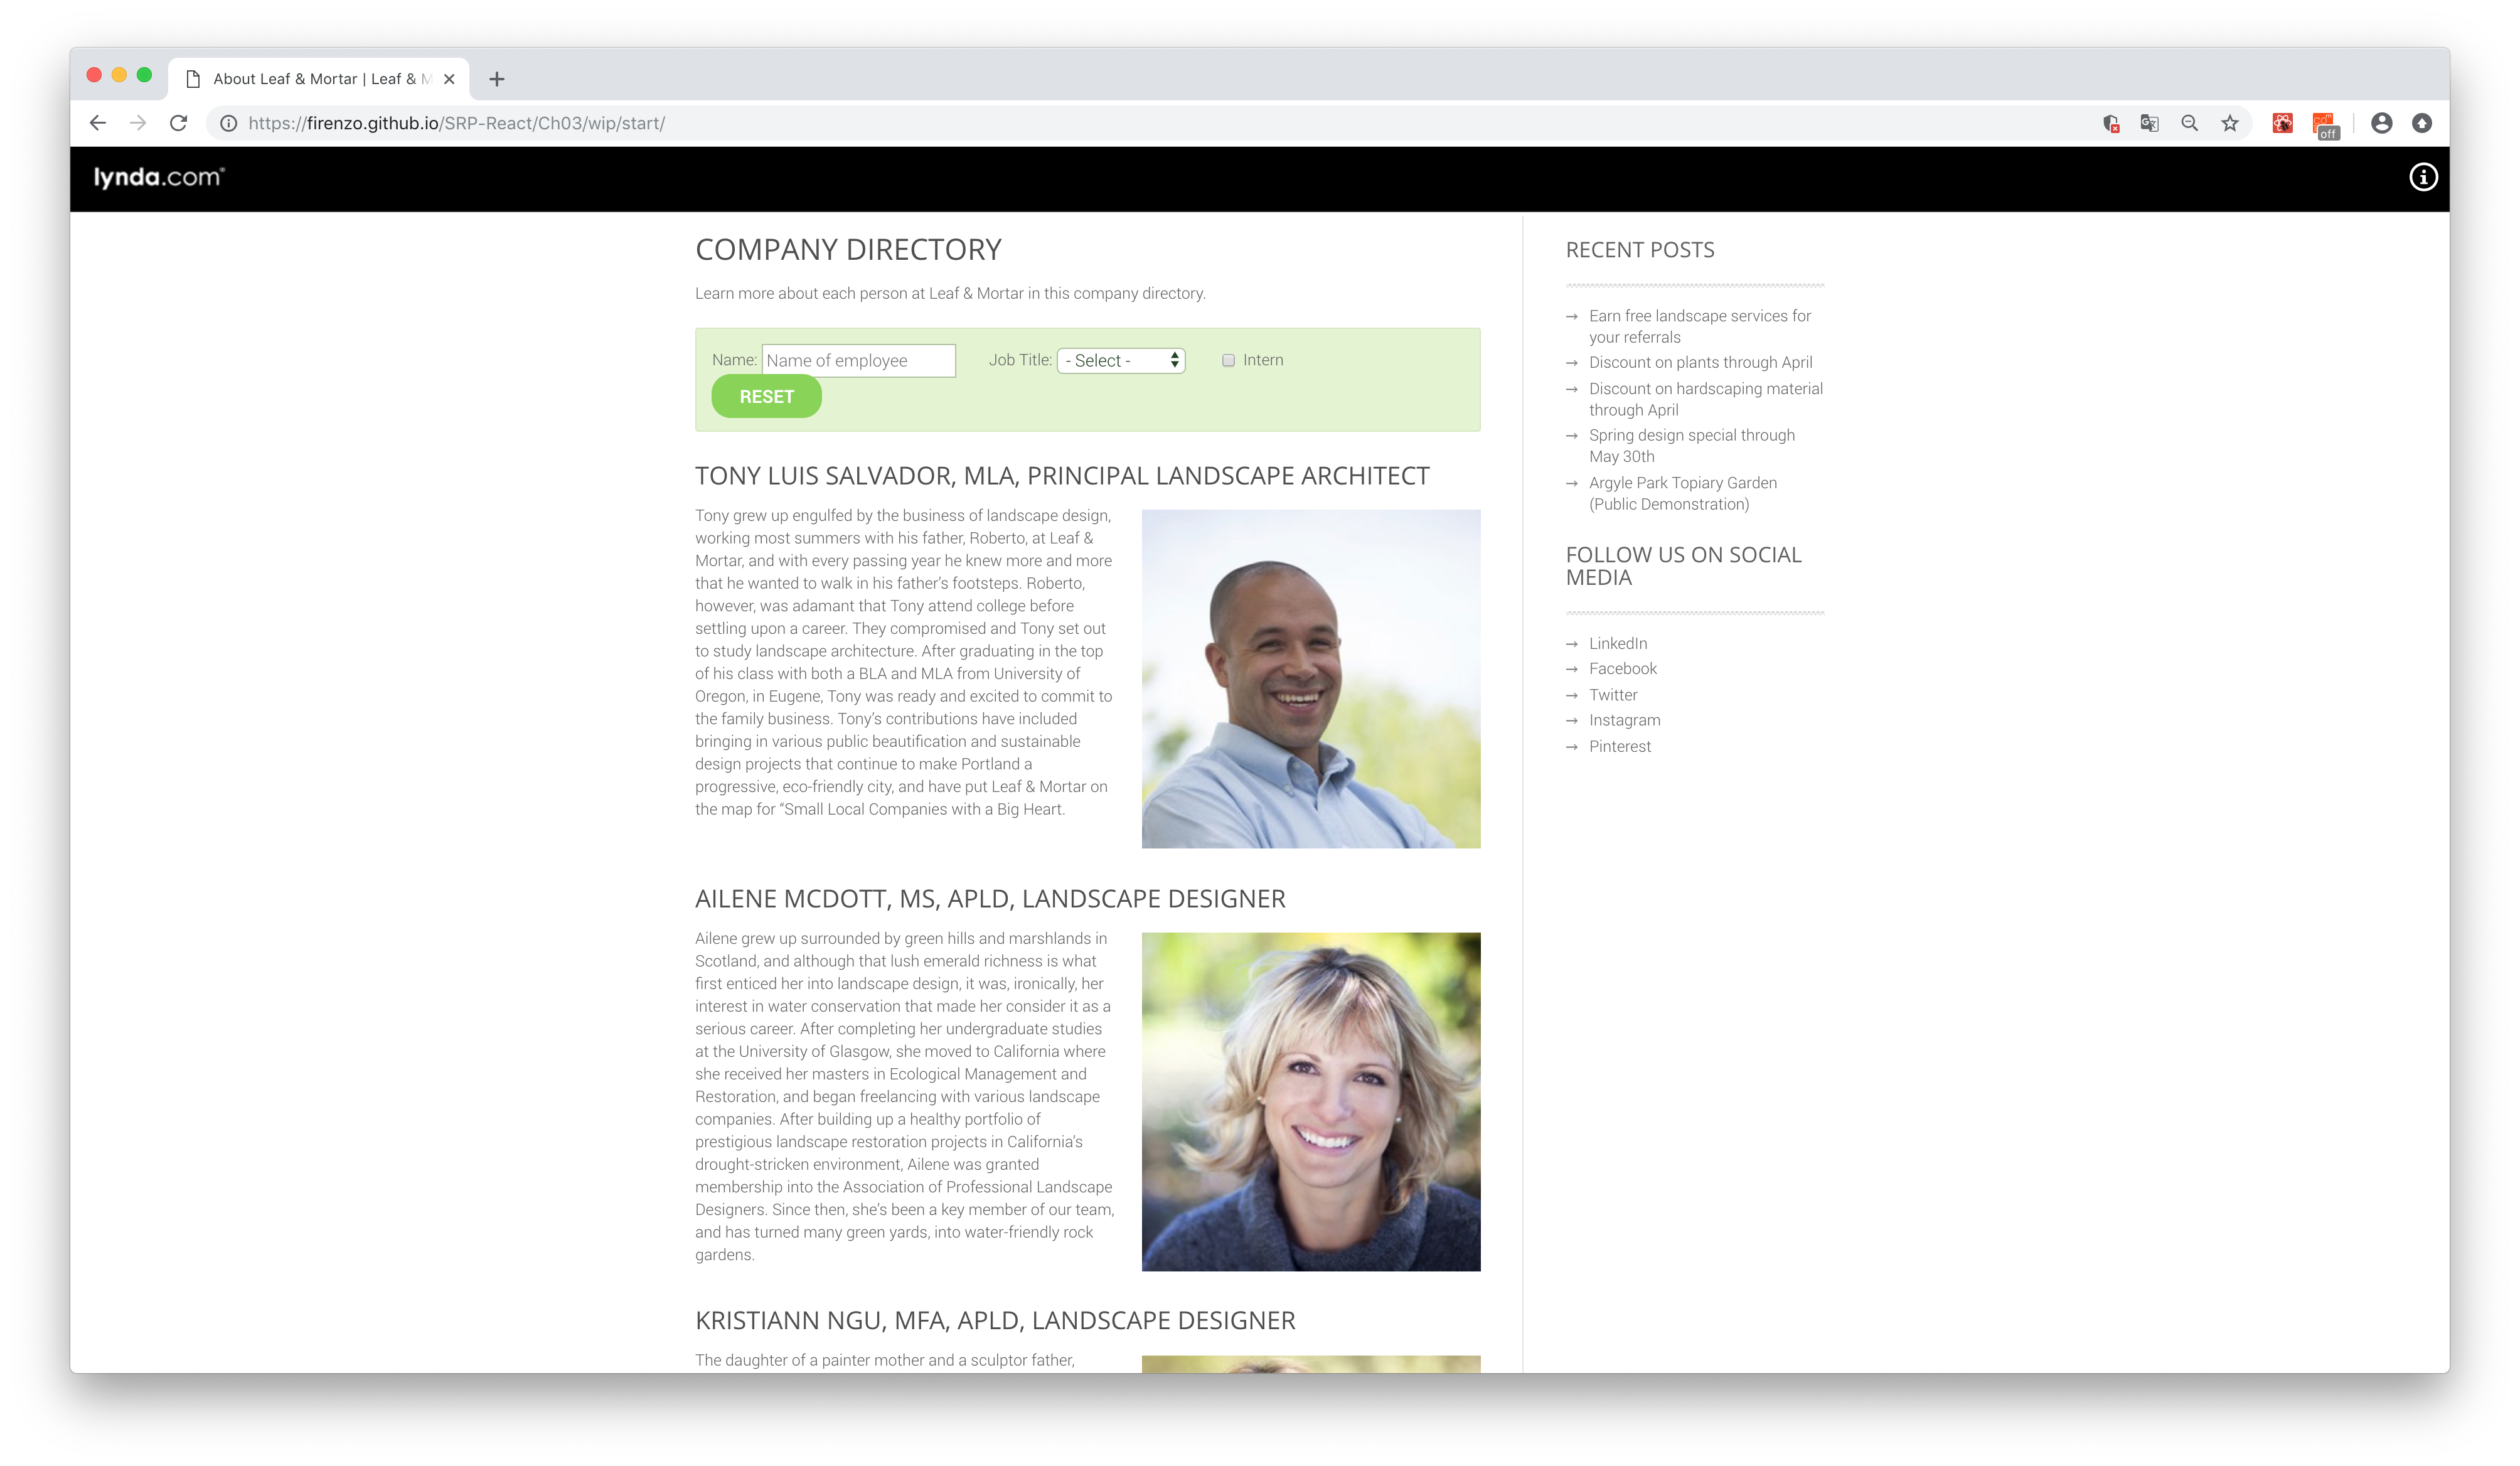 About Leaf & Mortar | Leaf & M
https://firenzo.github.io/SRP-React/Ch03/wip/start/
off
lynda.com®
COMPANY DIRECTORY
Learn more about each person at Leaf & Mortar in this company directory.
Name: Name of employee Job Title: - Select - Intern
RESET
TONY LUIS SALVADOR, MLA, PRINCIPAL LANDSCAPE ARCHITECT
Tony grew up engulfed by the business of landscape design,
working most summers with his father, Roberto, at Leaf &
Mortar, and with every passing year he knew more and more
that he wanted to walk in his father's footsteps. Roberto,
however, was adamant that Tony attend college before
settling upon a career. They compromised and Tony set out
to study landscape architecture. After graduating in the top
of his class with both a BLA and MLA from University of
Oregon, in Eugene, Tony was ready and excited to commit to
the family business. Tony's contributions have included
bringing in various public beautification and sustainable
design projects that continue to make Portland a
progressive, eco-friendly city, and have put Leaf & Mortar on
the map for “Small Local Companies with a Big Heart.
AILENE MCDOTT, MS, APLD, LANDSCAPE DESIGNER
Ailene grew up surrounded by green hills and marshlands in
Scotland, and although that lush emerald richness is what
first enticed her into landscape design, it was, ironically, her
interest in water conservation that made her consider it as a
serious career. After completing her undergraduate studies
at the University of Glasgow, she moved to California where
she received her masters in Ecological Management and
Restoration, and began freelancing with various landscape
companies. After building up a healthy portfolio of
prestigious landscape restoration projects in California's
drought-stricken environment, Ailene was granted
membership into the Association of Professional Landscape
Designers. Since then, she's been a key member of our team,
and has turned many green yards, into water-friendly rock
gardens.
KRISTIANN NGU, MFA, APLD, LANDSCAPE DESIGNER
The daughter of a painter mother and a sculptor father,
RECENT POSTS
→ Earn free landscape services for
your referrals
→ Discount on plants through April
→ Discount on hardscaping material
through April
→ Spring design special through
May 30th
→ Argyle Park Topiary Garden
(Public Demonstration)
FOLLOW US ON SOCIAL
MEDIA
→ LinkedIn
→ Facebook
→ Twitter
→ Instagram
→ Pinterest